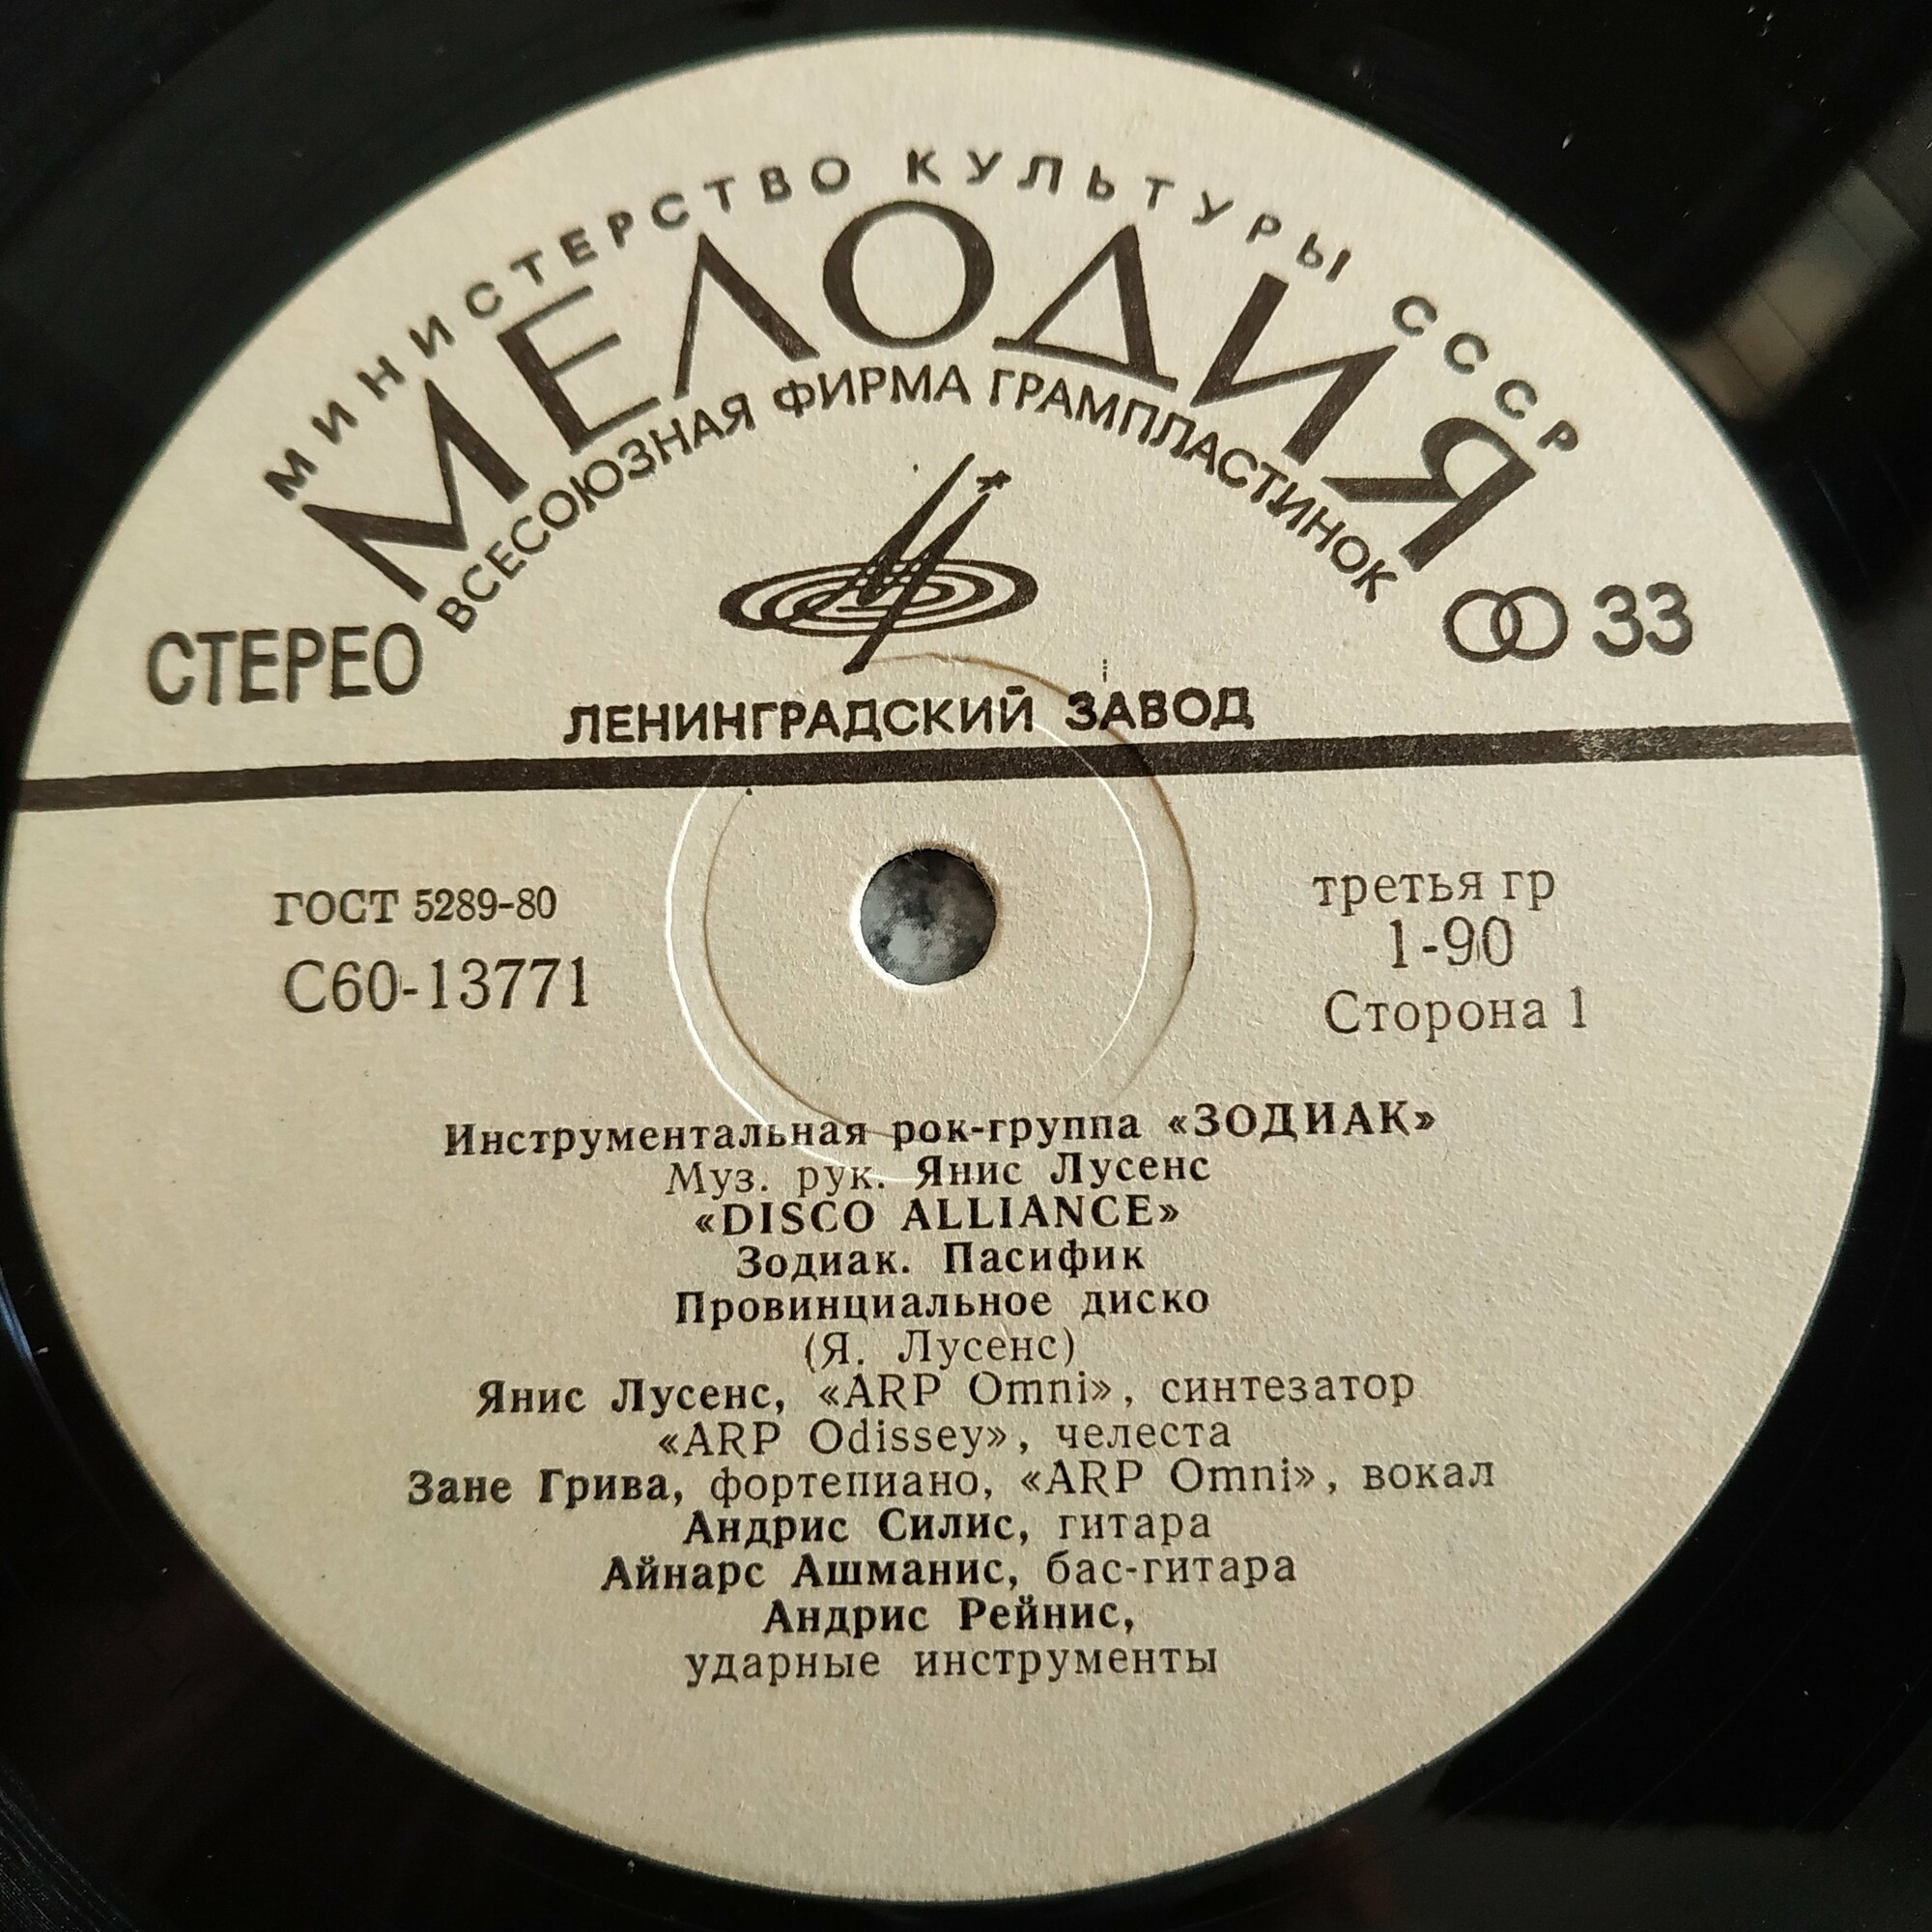 МИНИСТЕРСТВО КУЛЬТУРЫ СССР
МЕЛОДИЯ
ВСЕСОЮЗНАЯ ФИРМА ГРАМПЛАСТИНОК
СТЕРЕО
33
ЛЕНИНГРАДСКИЙ ЗАВОД
ГОСТ 5289-80
С60-13771
третья гр
1-90
Сторона 1
Инструментальная рок-группа «ЗОДИАК»
Муз. рук. Янис Лусенс
«DISCO ALLIANCE»
Зодиак. Пасифик
Провинциальное диско
(Я. Лусенс)
Янис Лусенс, «ARP Omni», синтезатор
«ARP Odissey», челеста
Зане Грива, фортепиано, «ARP Omni», вокал
Андрис Силис, гитара
Айнарс Ашманис, бас-гитара
Андрис Рейнис,
ударные инструменты